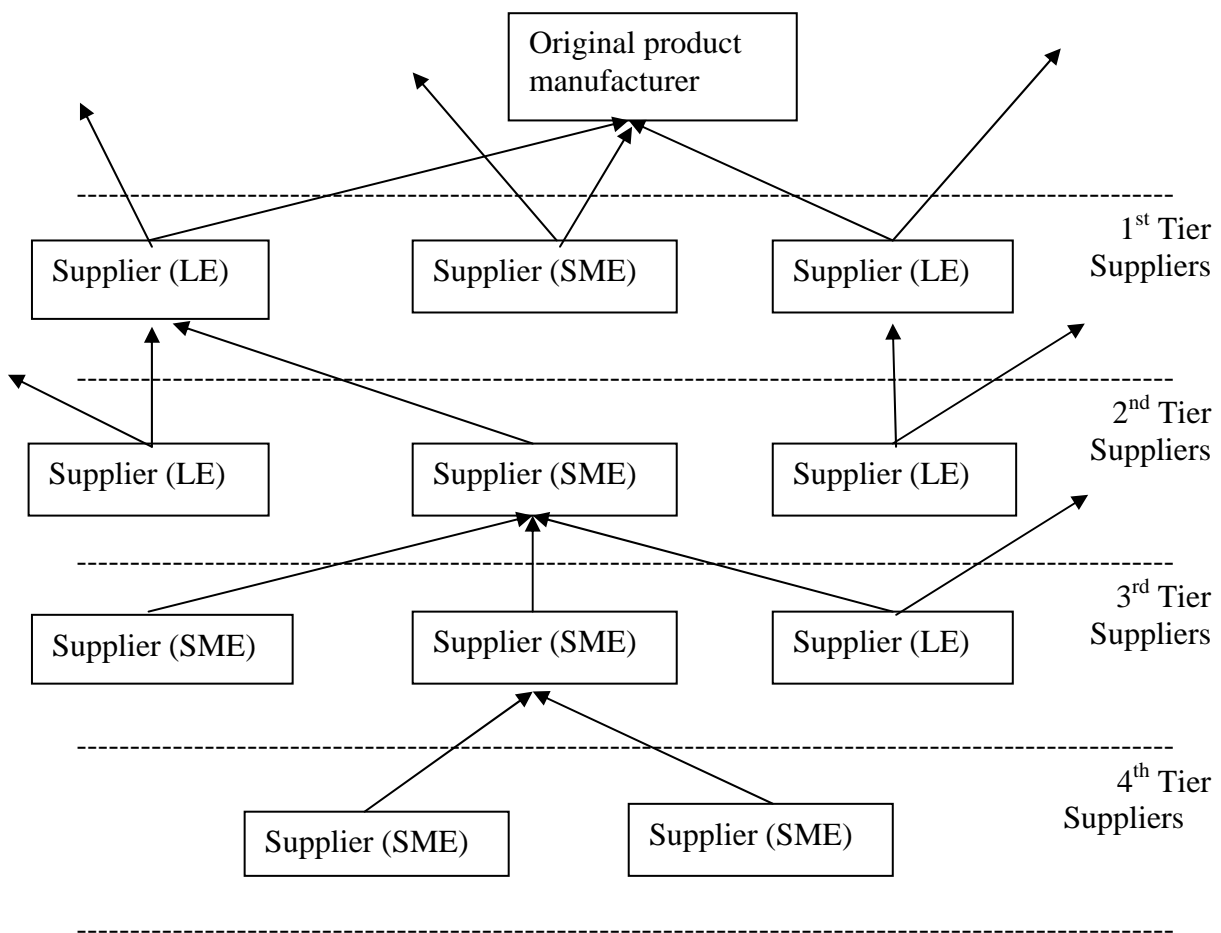 Original product
manufacturer
1st Tier
Suppliers
Supplier (LE)
Supplier (SME)
Supplier (LE)
2nd Tier
Suppliers
Supplier (LE)
Supplier (SME)
Supplier (LE)
3rd Tier
Suppliers
Supplier (SME)
Supplier (SME)
Supplier (LE)
4th Tier
Suppliers
Supplier (SME)
Supplier (SME)